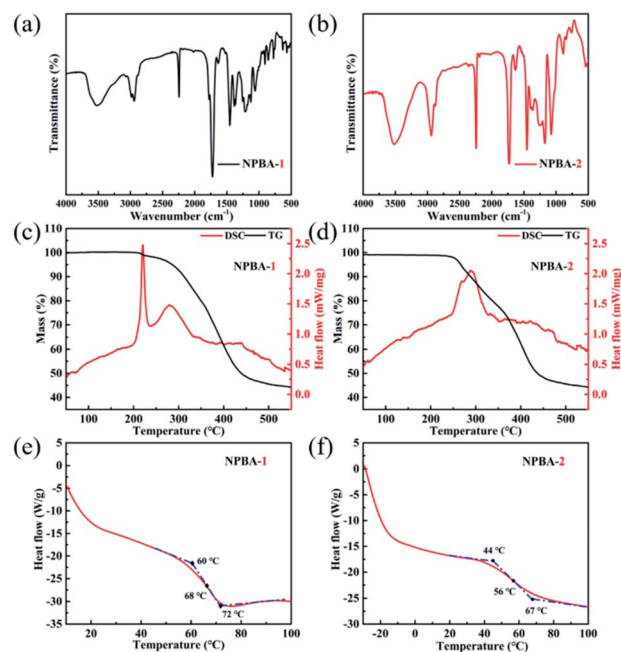 (a)
Transmittance (%)
NPBA-1
4000 3500 3000 2500 2000 1500 1000 500
Wavenumber (cm⁻¹)
(b)
Transmittance (%)
NPBA-2
4000 3500 3000 2500 2000 1500 1000 500
Wavenumber (cm⁻¹)
(c)
DSC TG
NPBA-1
Mass (%)
110
100
90
80
70
60
50
40
Heat flow (mW/mg)
2.5
2.0
1.5
1.0
0.5
0.0
100 200 300 400 500
Temperature (℃)
(d)
DSC TG
NPBA-2
Mass (%)
110
100
90
80
70
60
50
40
Heat flow (mW/mg)
2.5
2.0
1.5
1.0
0.5
0.0
100 200 300 400 500
Temperature (℃)
(e)
NPBA-1
Heat flow (W/g)
5
0
-5
-10
-15
-20
-25
-30
-35
60 ℃
68 ℃
72 ℃
20 40 60 80 100
Temperature (℃)
(f)
NPBA-2
Heat flow (W/g)
5
0
-5
-10
-15
-20
-25
-30
44 ℃
56 ℃
67 ℃
-20 0 20 40 60 80 100
Temperature (℃)